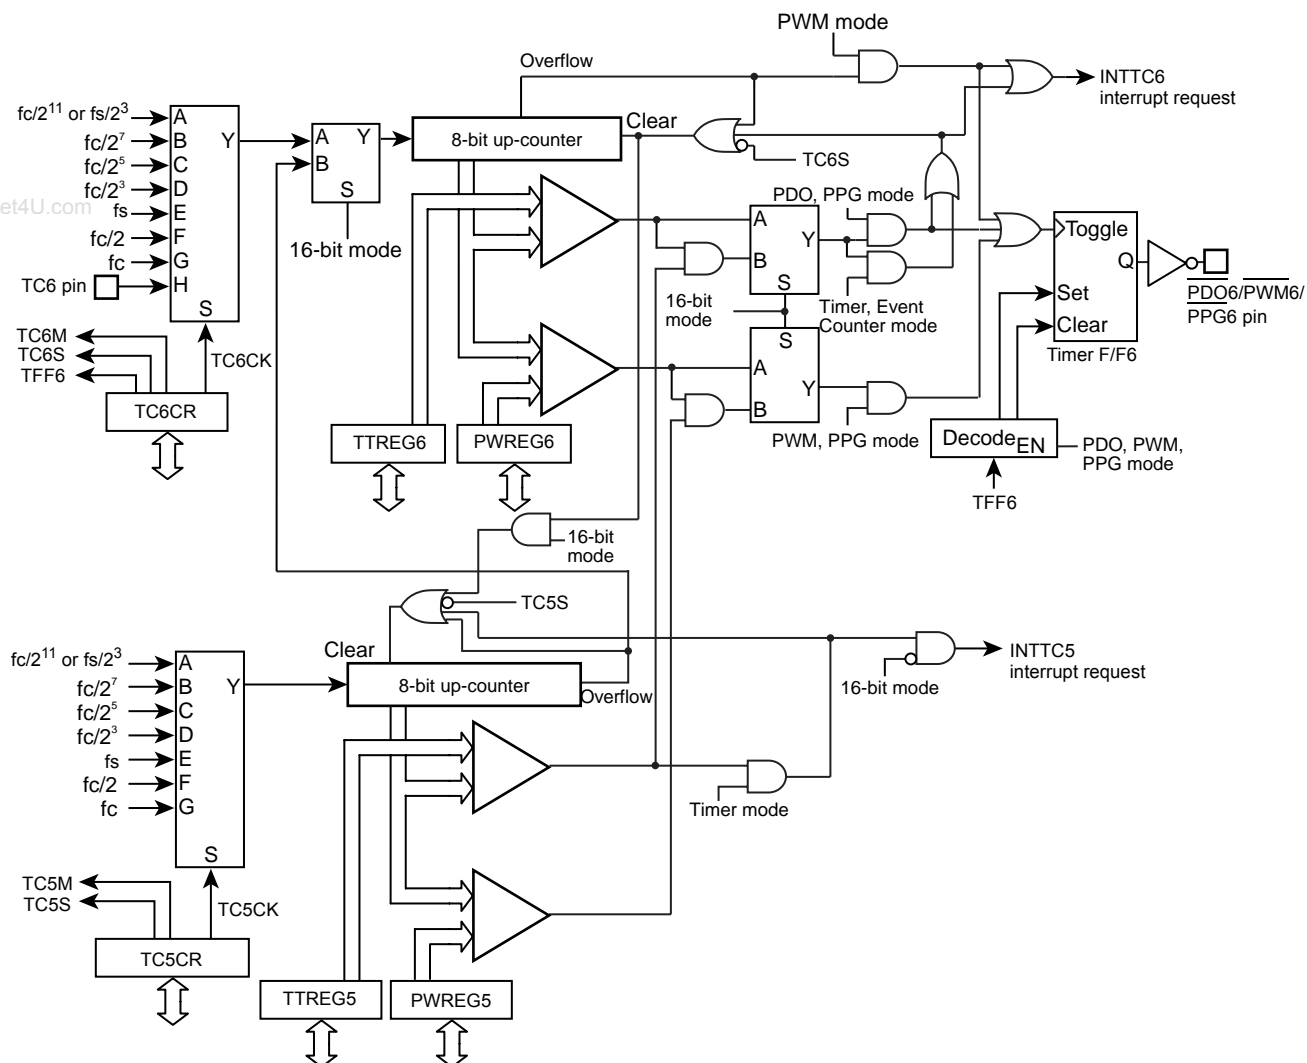 PWM mode
Overflow
INTTC6
interrupt request
fc/2¹¹ or fs/2³
fc/2⁷
fc/2⁵
fc/2³
fs
fc/2
fc
TC6 pin
A
B
C
D
E
F
G
H
Y
S
A
B
Y
S
16-bit mode
8-bit up-counter
Clear
TC6S
et4U.com
PDO, PPG mode
A
B
Y
S
16-bit
mode
Timer, Event
Counter mode
S
A
B
Y
PWM, PPG mode
Toggle
Q
Set
Clear
Timer F/F6
PDO6/PWM6/
PPG6 pin
TC6M
TC6S
TFF6
TC6CK
TC6CR
TTREG6
PWREG6
Decode EN
PDO, PWM,
PPG mode
TFF6
16-bit
mode
TC5S
Clear
8-bit up-counter
Overflow
fc/2¹¹ or fs/2³
fc/2⁷
fc/2⁵
fc/2³
fs
fc/2
fc
A
B
C
D
E
F
G
Y
S
INTTC5
interrupt request
16-bit mode
Timer mode
TC5M
TC5S
TC5CK
TC5CR
TTREG5
PWREG5